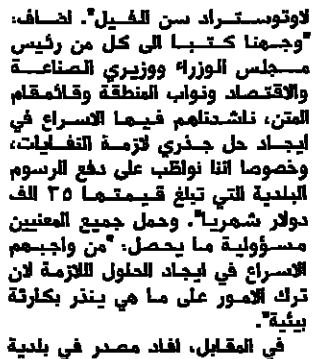 لاوتوستراد سن الفيل". اضاف:
"وجهنا كتبا الى كل من رئيس
مجلس الوزراء ووزيري الصناعة
والاقتصاد ونواب المنطقة وقائمقام
المتن، ناشدناهم فيها الاسراع في
ايجاد حل جذري لازمة النفايات،
وخصوصا اننا نواظب على دفع الرسوم
البلدية التي تبلغ قيمتها ٢٥ الف
دولار شهريا". وحمل جميع المعنيين
مسؤولية ما يحصل: "من واجبهم
الاسراع في ايجاد الحلول اللازمة لان
ترك الامور على ما هي ينذر بكارثة
بيئية".
في المقابل، افاد مصدر في بلدية